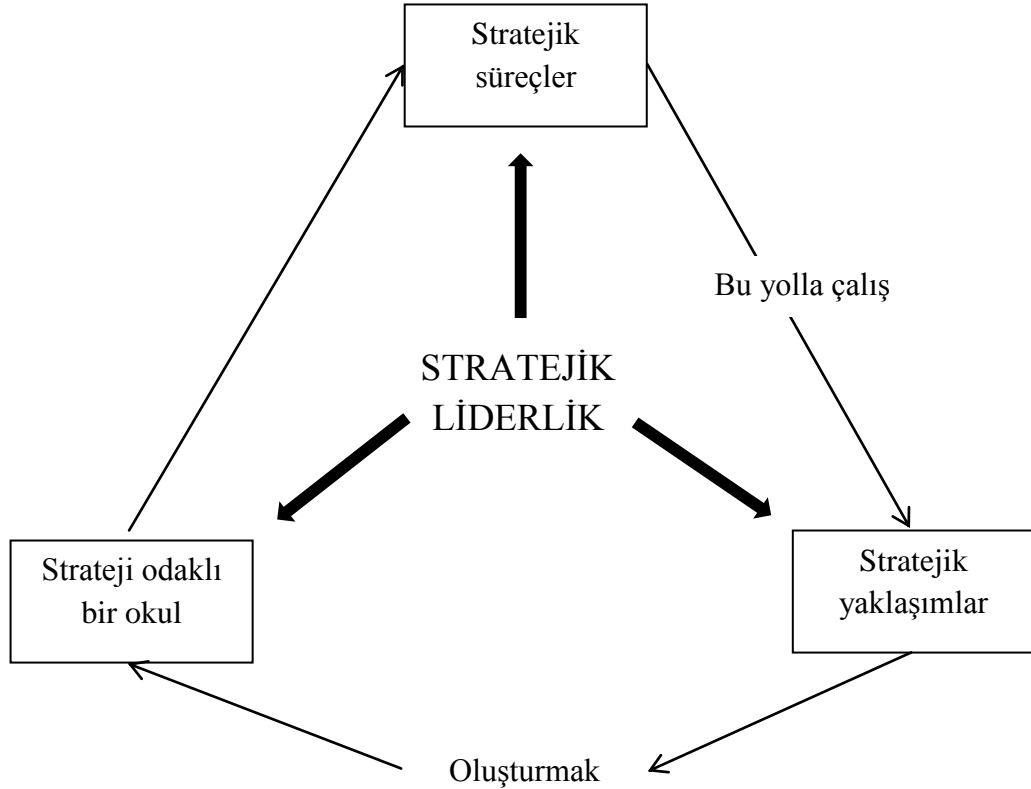 Stratejik
süreçler
Bu yolla çalış
STRATEJİK
LİDERLİK
Strateji odaklı
bir okul
Stratejik
yaklaşımlar
Oluşturmak